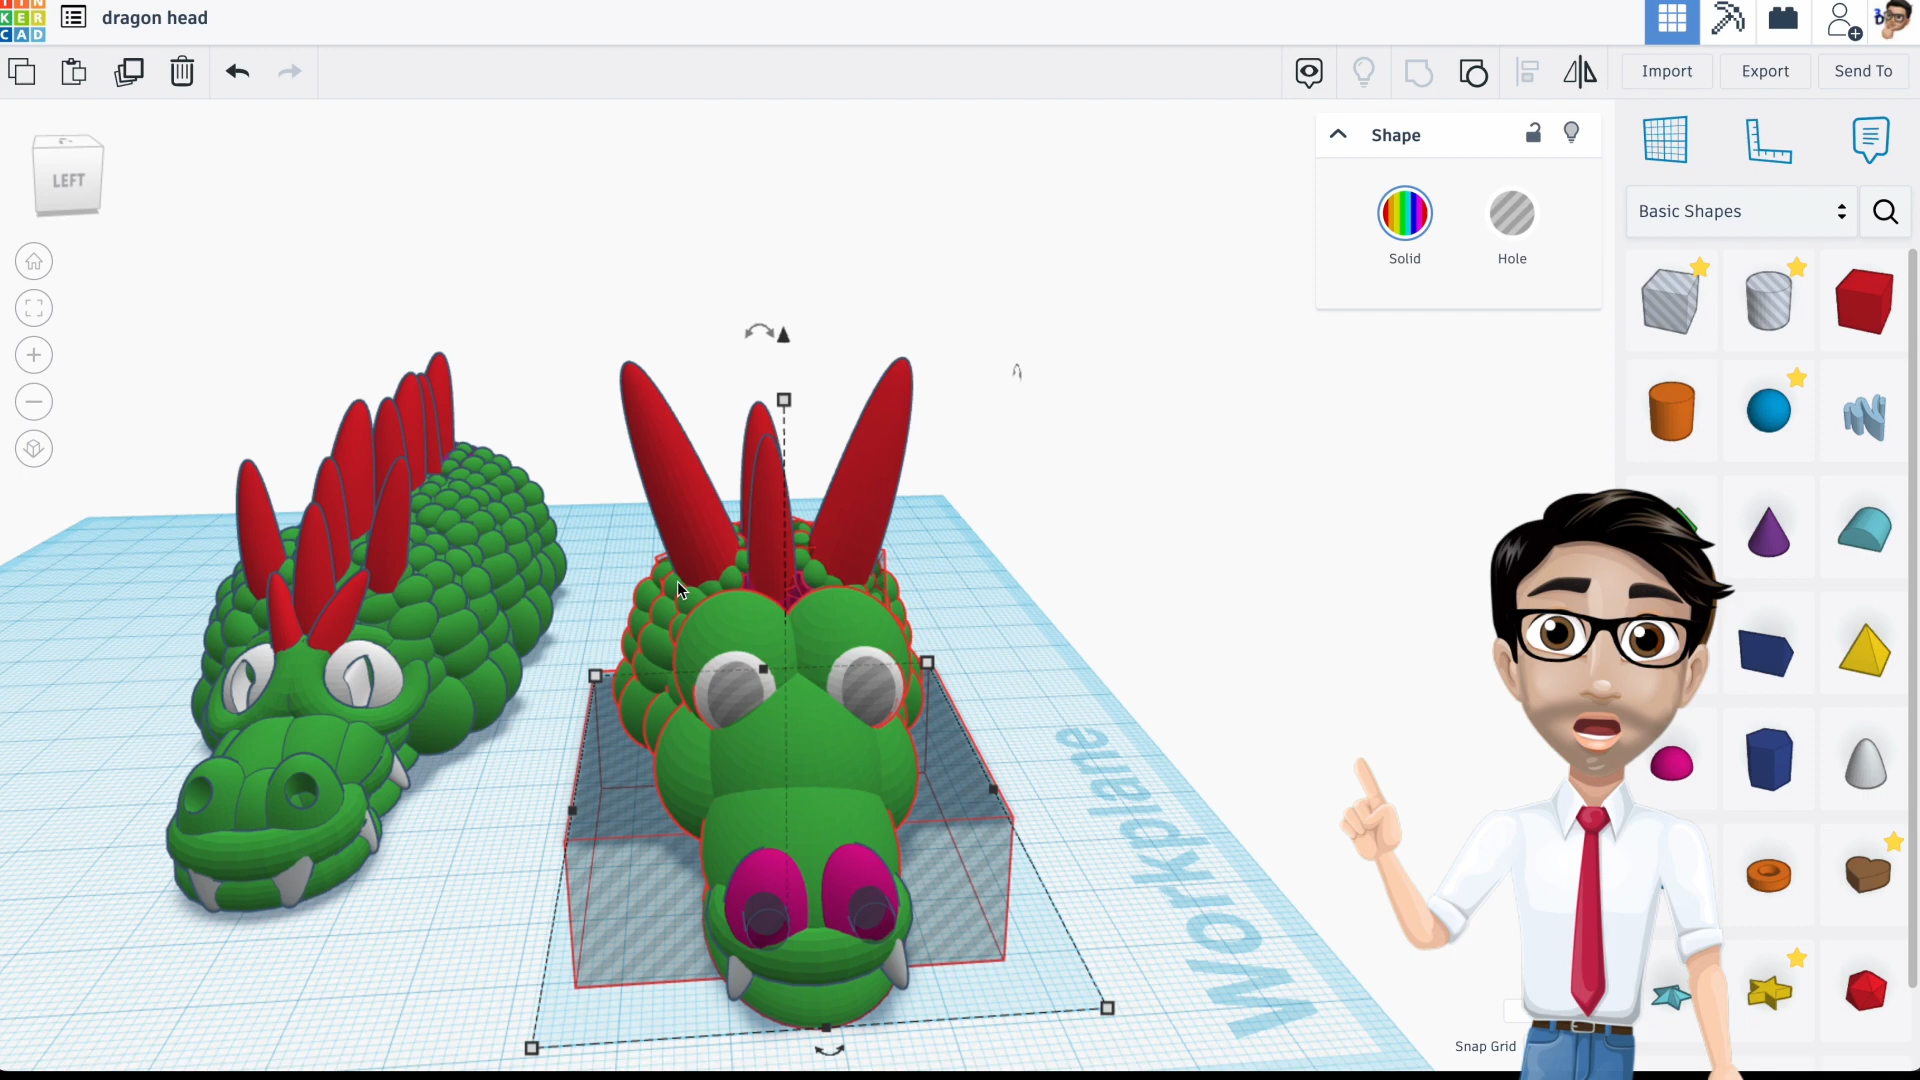 TIN
KER
CAD
dragon head
Import
Export
Send To
LEFT
Shape
Solid
Hole
Basic Shapes
Workplane
Snap Grid